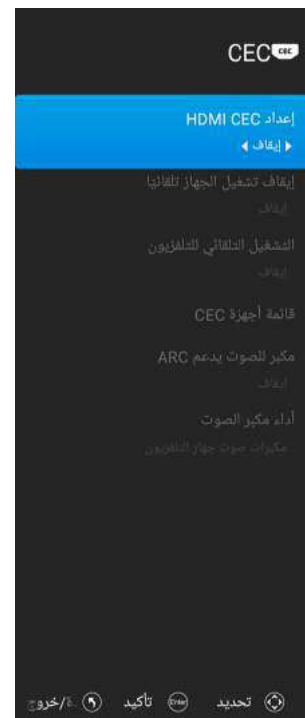 CEC CEC
إعداد HDMI CEC
إيقاف
إيقاف تشغيل الجهاز تلقائيا
إيقاف
التشغيل التلقائي للتلفزيون
إيقاف
قائمة أجهزة CEC
مكبر للصوت يدعم ARC
إيقاف
أداء مكبر الصوت
مكبرات صوت جهاز التلفزيون
تحديد Enter تأكيد ة/خروج